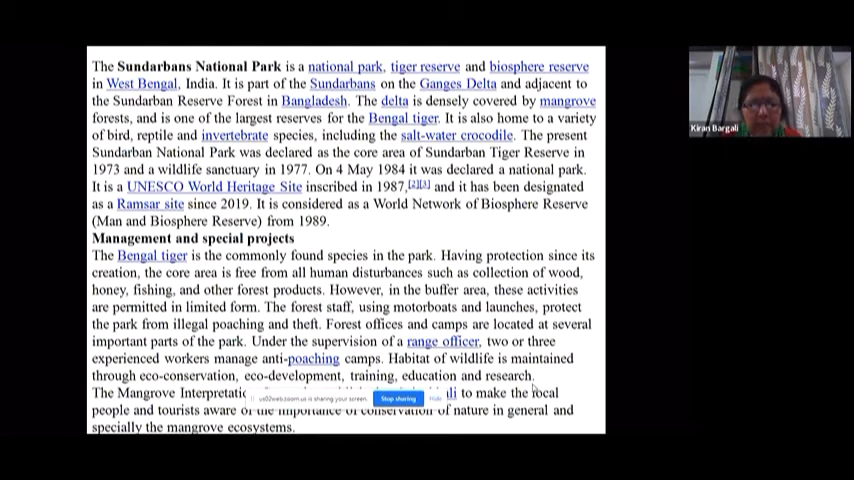 The Sundarbans National Park is a national park, tiger reserve and biosphere reserve
in West Bengal, India. It is part of the Sundarbans on the Ganges Delta and adjacent to
the Sundarban Reserve Forest in Bangladesh. The delta is densely covered by mangrove
forests, and is one of the largest reserves for the Bengal tiger. It is also home to a variety
of bird, reptile and invertebrate species, including the salt-water crocodile. The present
Sundarban National Park was declared as the core area of Sundarban Tiger Reserve in
1973 and a wildlife sanctuary in 1977. On 4 May 1984 it was declared a national park.
It is a UNESCO World Heritage Site inscribed in 1987,[2][3] and it has been designated
as a Ramsar site since 2019. It is considered as a World Network of Biosphere Reserve
(Man and Biosphere Reserve) from 1989.
Management and special projects
The Bengal tiger is the commonly found species in the park. Having protection since its
creation, the core area is free from all human disturbances such as collection of wood,
honey, fishing, and other forest products. However, in the buffer area, these activities
are permitted in limited form. The forest staff, using motorboats and launches, protect
the park from illegal poaching and theft. Forest offices and camps are located at several
important parts of the park. Under the supervision of a range officer, two or three
experienced workers manage anti-poaching camps. Habitat of wildlife is maintained
through eco-conservation, eco-development, training, education and research.
The Mangrove to make the local
people and tourists aware of the importance of conservation of nature in general and
specially the mangrove ecosystems.
us02web.zoom.us is sharing your screen. Stop sharing Hide
Kiran Bargali